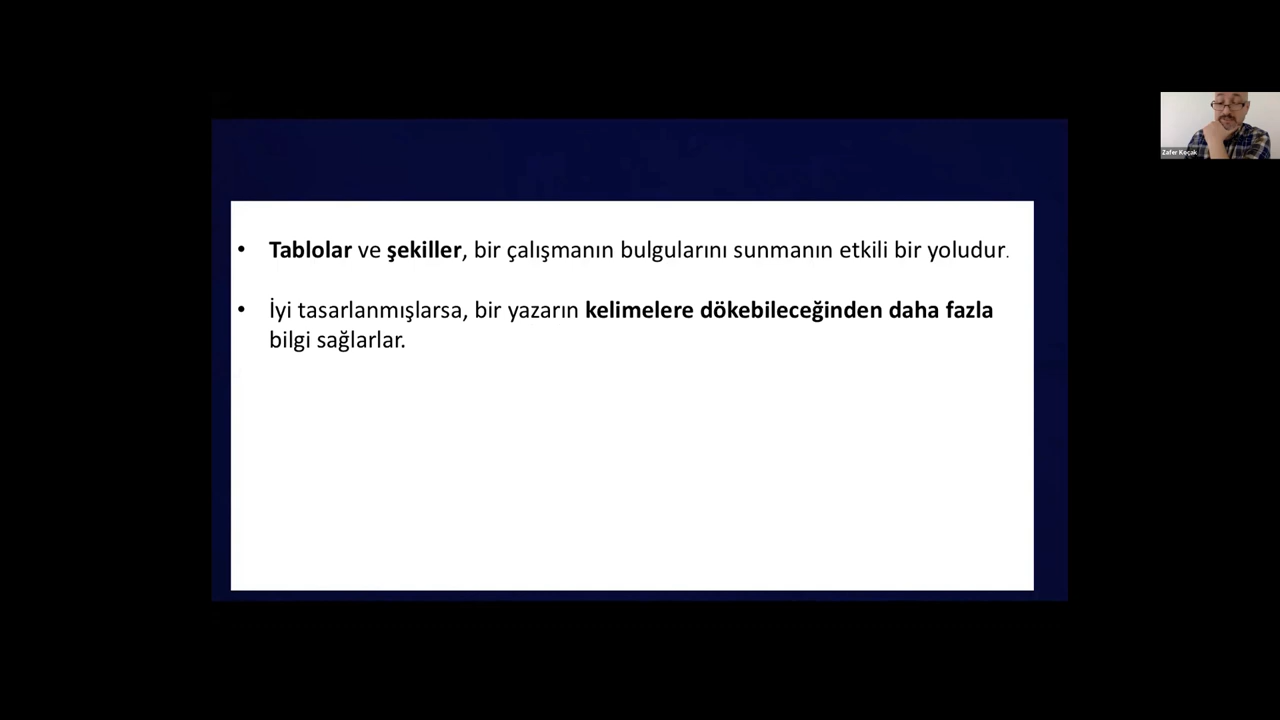 • Tablolar ve şekiller, bir çalışmanın bulgularını sunmanın etkili bir yoludur.
• İyi tasarlanmışlarsa, bir yazarın kelimelere dökebileceğinden daha fazla
bilgi sağlarlar.
Zafer Koçak